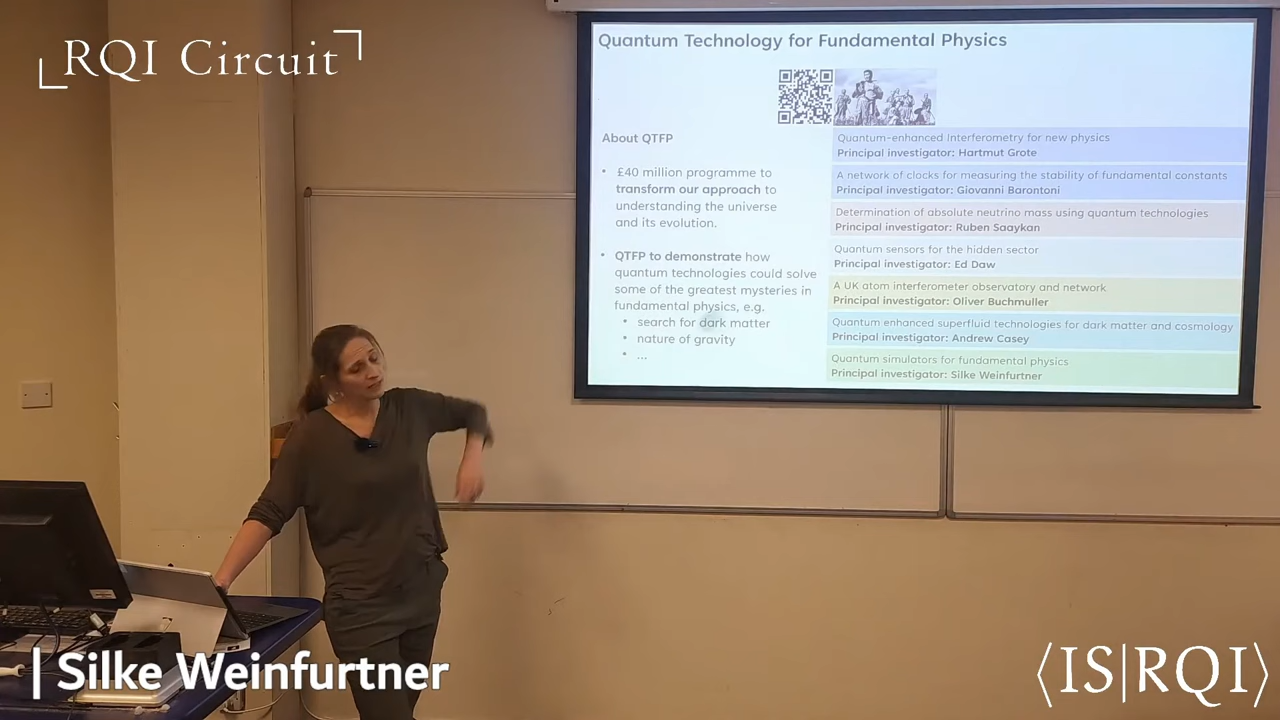 RQI Circuit
Quantum Technology for Fundamental Physics
About QTFP
• £40 million programme to
transform our approach to
understanding the universe
and its evolution.
• QTFP to demonstrate how
quantum technologies could solve
some of the greatest mysteries in
fundamental physics, e.g.
• search for dark matter
• nature of gravity
• ...
Quantum-enhanced Interferometry for new physics
Principal investigator: Hartmut Grote
A network of clocks for measuring the stability of fundamental constants
Principal investigator: Giovanni Barontoni
Determination of absolute neutrino mass using quantum technologies
Principal investigator: Ruben Saaykan
Quantum sensors for the hidden sector
Principal investigator: Ed Daw
A UK atom interferometer observatory and network
Principal investigator: Oliver Buchmuller
Quantum enhanced superfluid technologies for dark matter and cosmology
Principal investigator: Andrew Casey
Quantum simulators for fundamental physics
Principal investigator: Silke Weinfurtner
| Silke Weinfurtner
⟨IS|RQI⟩